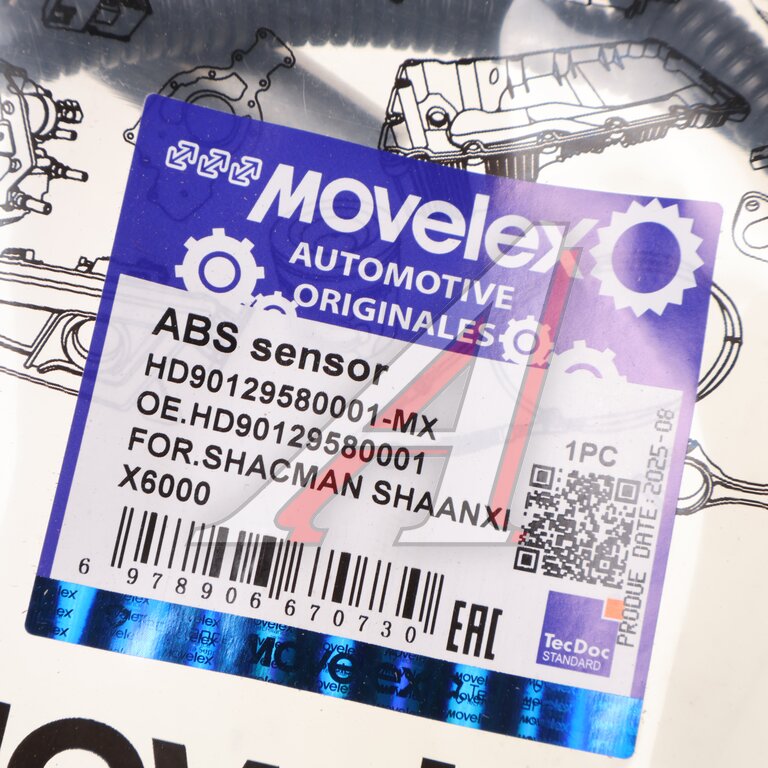 Movelex
AUTOMOTIVE
ORIGINALES
ABS sensor
HD90129580001-MX
OE.HD90129580001
FOR.SHACMAN SHAANXI
X6000
1PC
PRODUE DATE:2025-08
6 978906 670730
EAC
TecDoc
STANDARD
Movelex